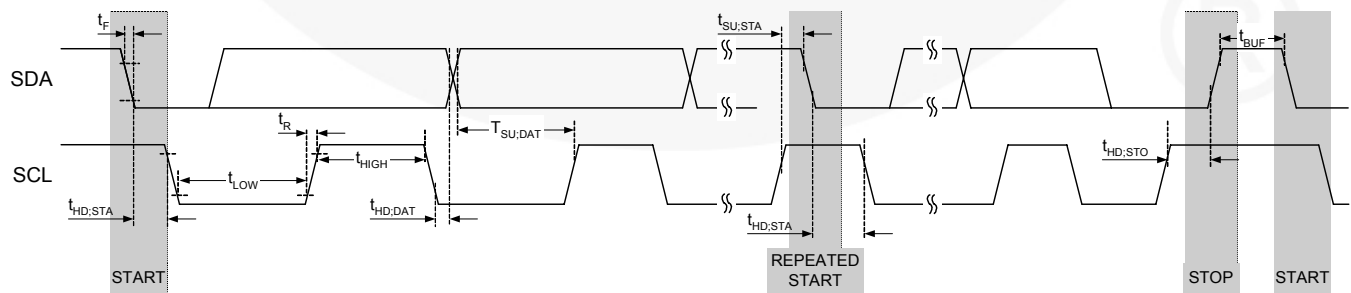 tF
tSU;STA
tBUF
SDA
tR
TSU;DAT
tHIGH
tHD;STO
SCL
tLOW
tHD;STA
tHD;DAT
tHD;STA
START
REPEATED
START
STOP
START
®